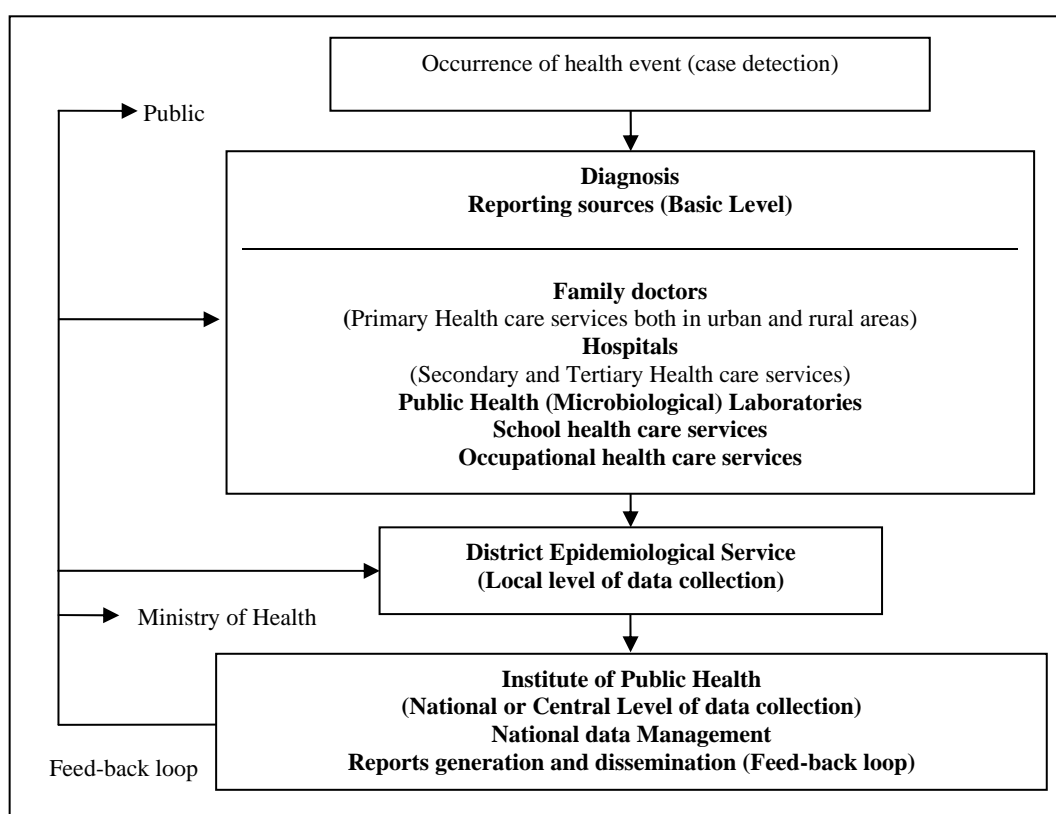 Occurrence of health event (case detection)
Public
Diagnosis
Reporting sources (Basic Level)
Family doctors
(Primary Health care services both in urban and rural areas)
Hospitals
(Secondary and Tertiary Health care services)
Public Health (Microbiological) Laboratories
School health care services
Occupational health care services
District Epidemiological Service
(Local level of data collection)
Ministry of Health
Institute of Public Health
(National or Central Level of data collection)
National data Management
Reports generation and dissemination (Feed-back loop)
Feed-back loop